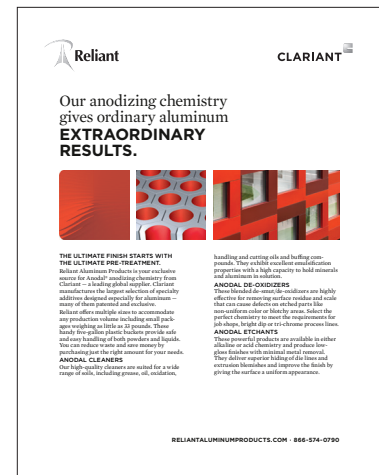 Reliant
CLARIANT
Our anodizing chemistry
gives ordinary aluminum
EXTRAORDINARY
RESULTS.
THE ULTIMATE FINISH STARTS WITH
THE ULTIMATE PRE-TREATMENT.
Reliant Aluminum Products is your exclusive
source for Anodal® anodizing chemistry from
Clariant — a leading global supplier. Clariant
manufactures the largest selection of specialty
additives designed especially for aluminum —
many of them patented and exclusive.
Reliant offers multiple sizes to accommodate
any production volume including small pack-
ages weighing as little as 33 pounds. These
handy five-gallon plastic buckets provide safe
and easy handling of both powders and liquids.
You can reduce waste and save money by
purchasing just the right amount for your needs.
ANODAL CLEANERS
Our high-quality cleaners are suited for a wide
range of soils, including grease, oil, oxidation,
handling and cutting oils and buffing com-
pounds. They exhibit excellent emulsification
properties with a high capacity to hold minerals
and aluminum in solution.
ANODAL DE-OXIDIZERS
These blended de-smut/de-oxidizers are highly
effective for removing surface residue and scale
that can cause defects on etched parts like
non-uniform color or blotchy areas. Select the
perfect chemistry to meet the requirements for
job shops, bright dip or tri-chrome process lines.
ANODAL ETCHANTS
These powerful products are available in either
alkaline or acid chemistry and produce low-
gloss finishes with minimal metal removal.
They deliver superior hiding of die lines and
extrusion blemishes and improve the finish by
giving the surface a uniform appearance.
RELIANTALUMINUMPRODUCTS.COM · 866-574-0790